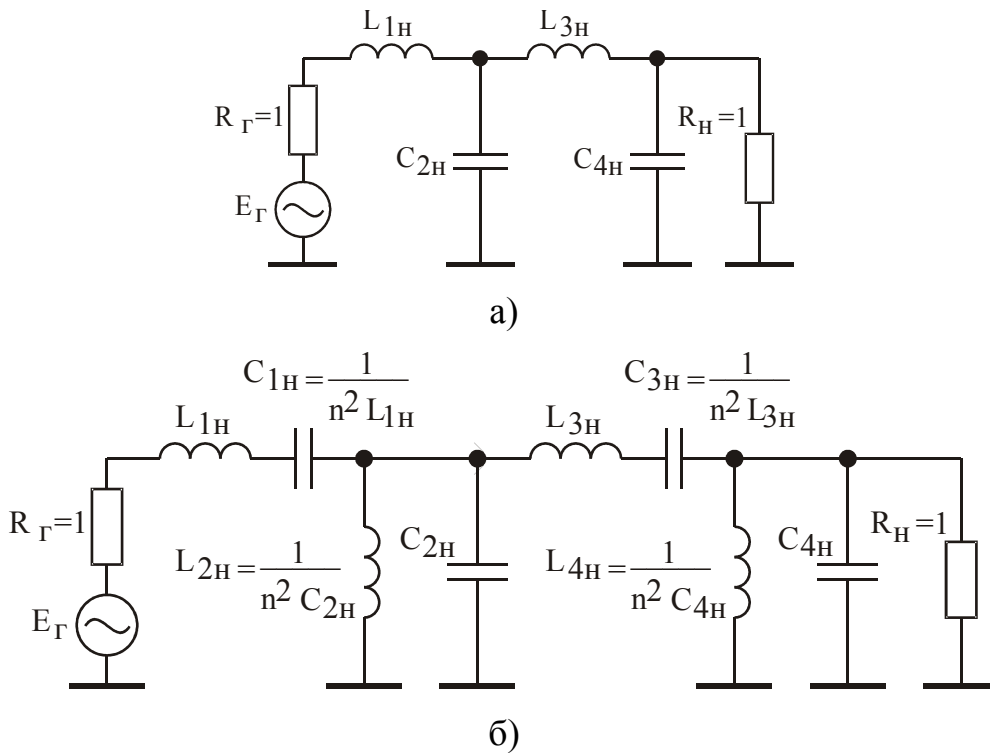 L1н L3н
Rг=1 C2н C4н Rн=1
Eг
а)
C1н = 1/n² L1н C3н = 1/n² L3н
L1н L3н
Rг=1 L2н = 1/n² C2н C2н L4н = 1/n² C4н C4н Rн=1
Eг
б)